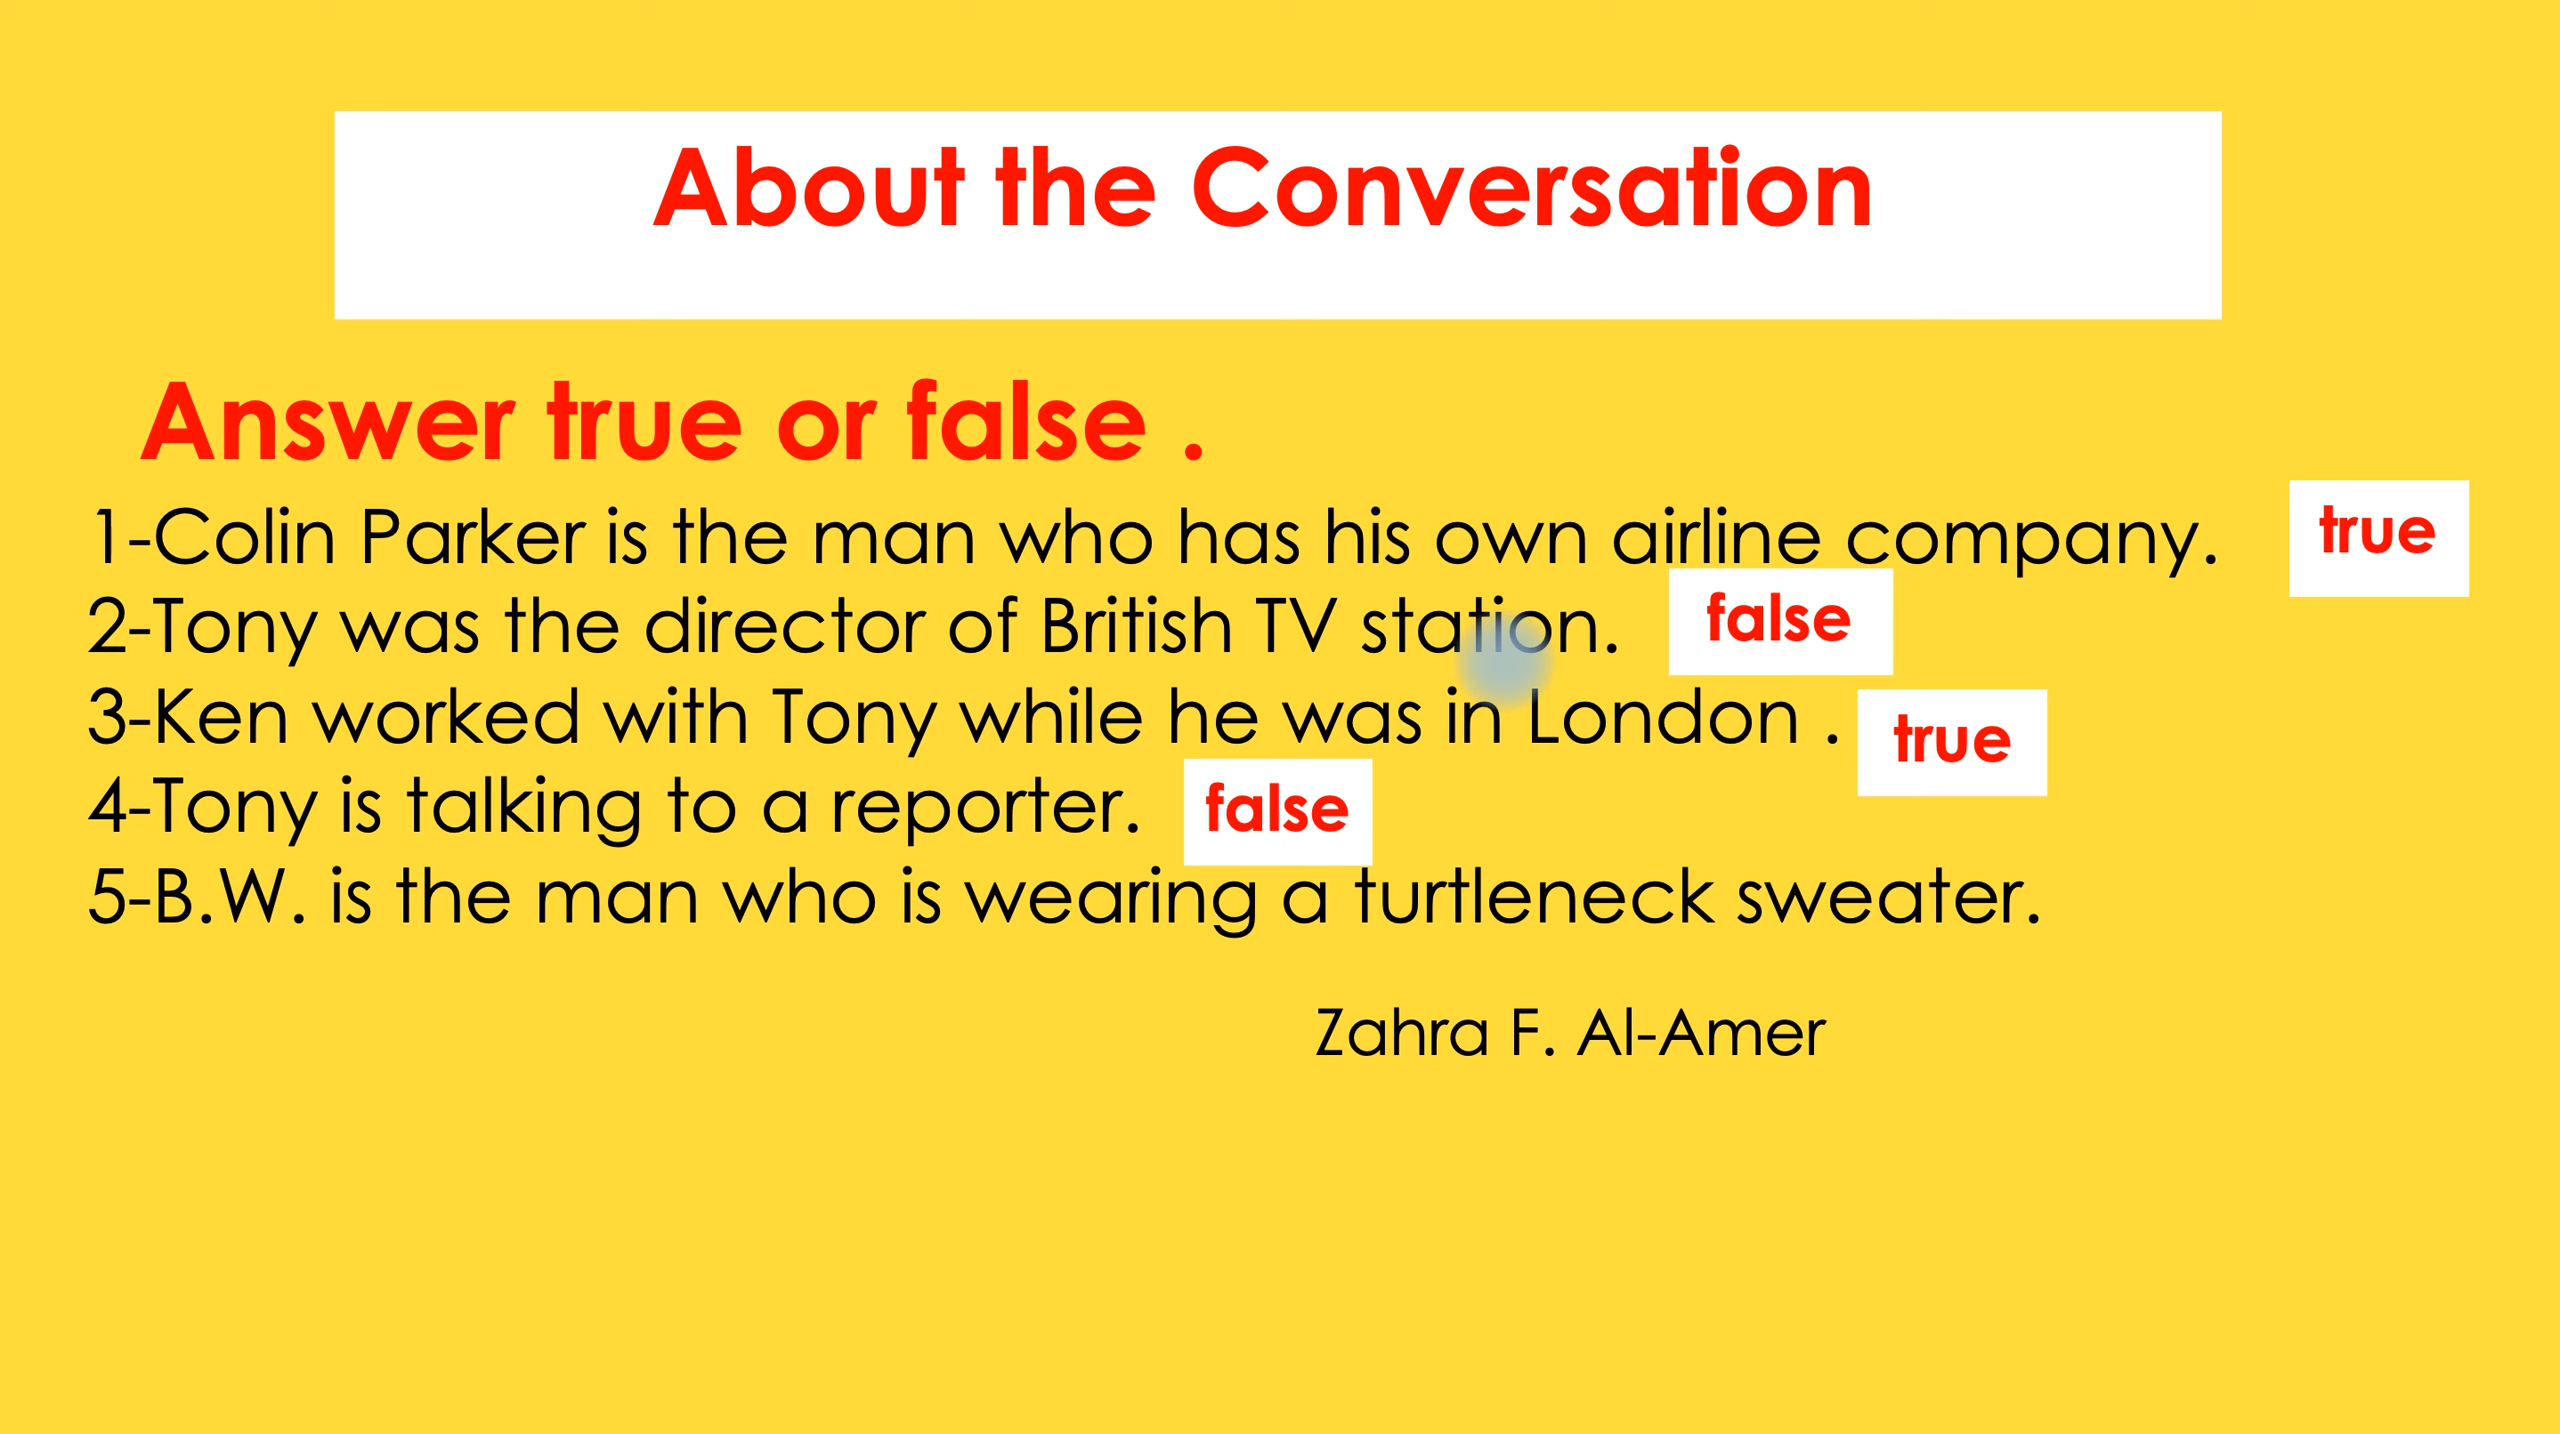 About the Conversation
Answer true or false .
1-Colin Parker is the man who has his own airline company. true
2-Tony was the director of British TV station. false
3-Ken worked with Tony while he was in London . true
4-Tony is talking to a reporter. false
5-B.W. is the man who is wearing a turtleneck sweater.
Zahra F. Al-Amer